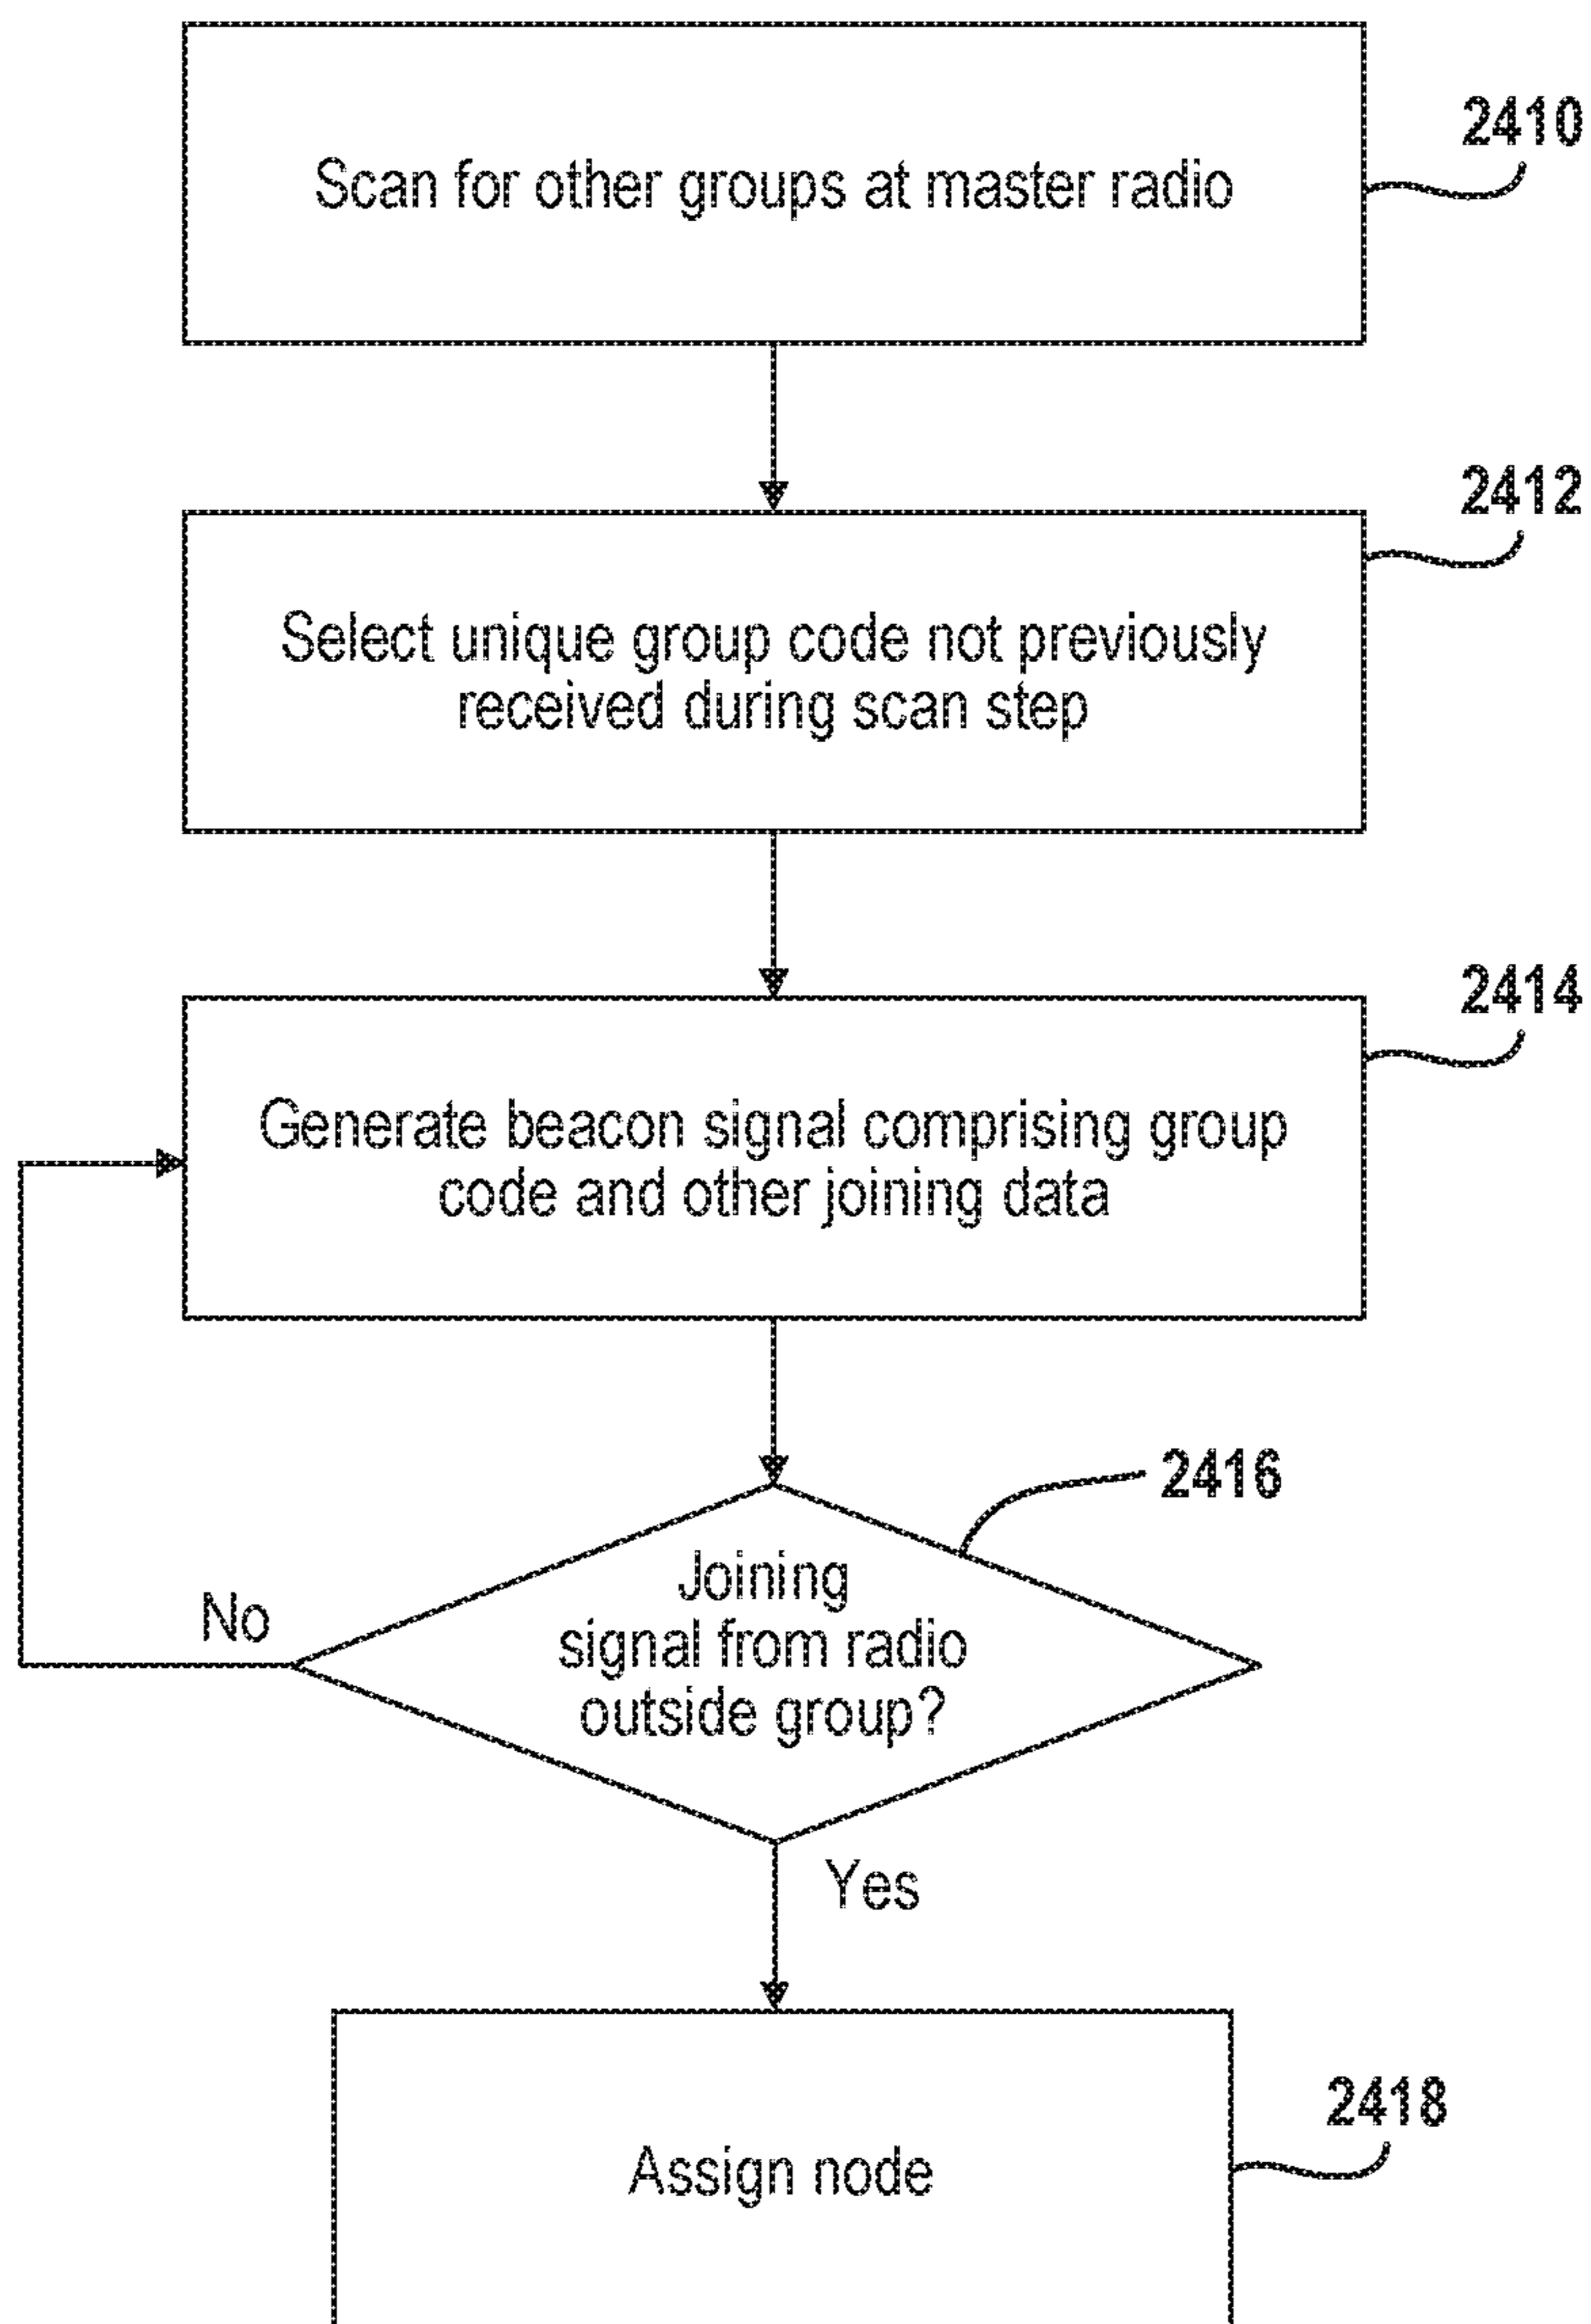 2410
Scan for other groups at master radio
2412
Select unique group code not previously
received during scan step
2414
Generate beacon signal comprising group
code and other joining data
2416
Joining
signal from radio
outside group?
No
Yes
2418
Assign node